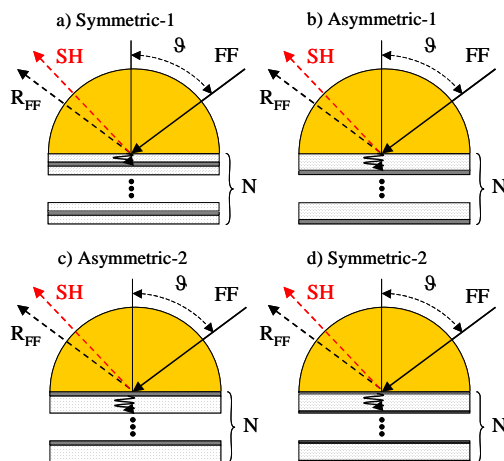 a) Symmetric-1
SH
R_FF
ϑ
FF
N
b) Asymmetric-1
SH
R_FF
ϑ
FF
N
c) Asymmetric-2
SH
R_FF
ϑ
FF
N
d) Symmetric-2
SH
R_FF
ϑ
FF
N